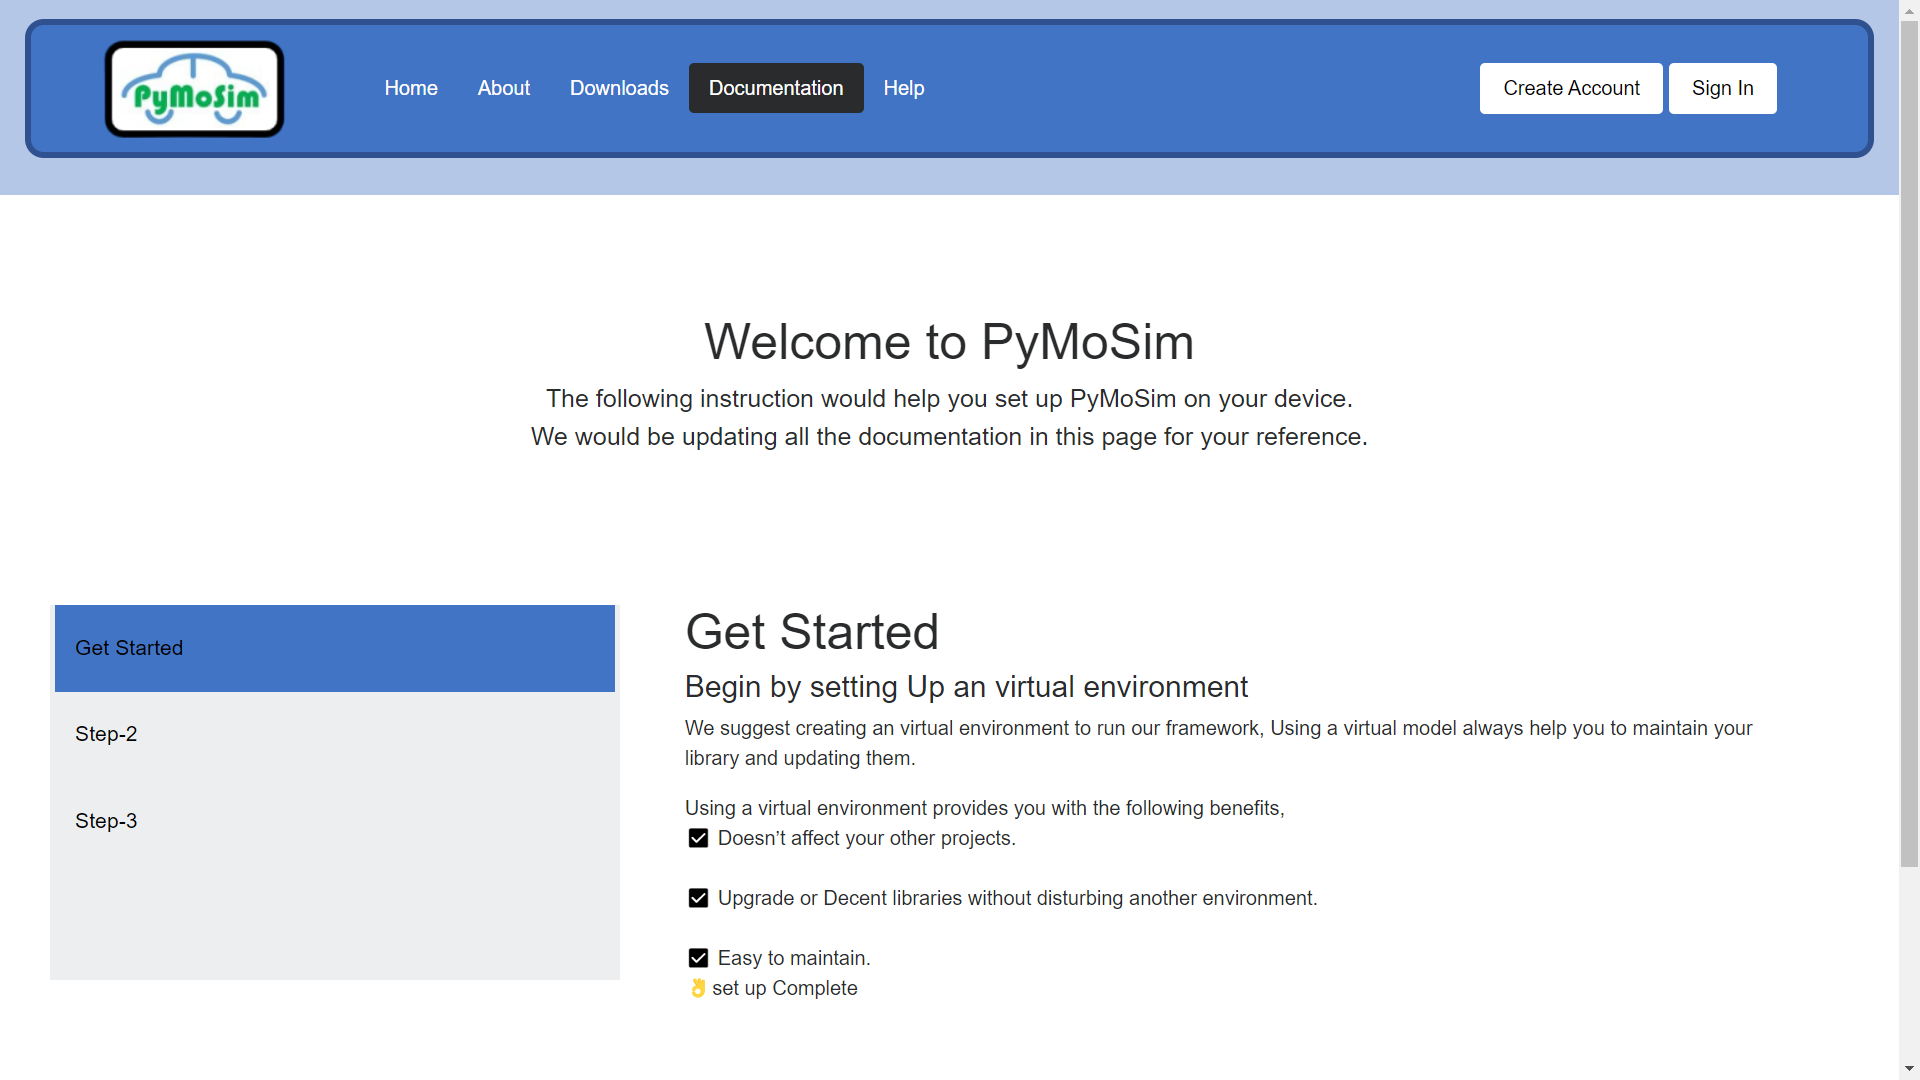 PyMoSim
Home
About
Downloads
Documentation
Help
Create Account
Sign In
Welcome to PyMoSim
The following instruction would help you set up PyMoSim on your device.
We would be updating all the documentation in this page for your reference.
Get Started
Step-2
Step-3
Get Started
Begin by setting Up an virtual environment
We suggest creating an virtual environment to run our framework, Using a virtual model always help you to maintain your
library and updating them.
Using a virtual environment provides you with the following benefits,
Doesn’t affect your other projects.
Upgrade or Decent libraries without disturbing another environment.
Easy to maintain.
👌set up Complete